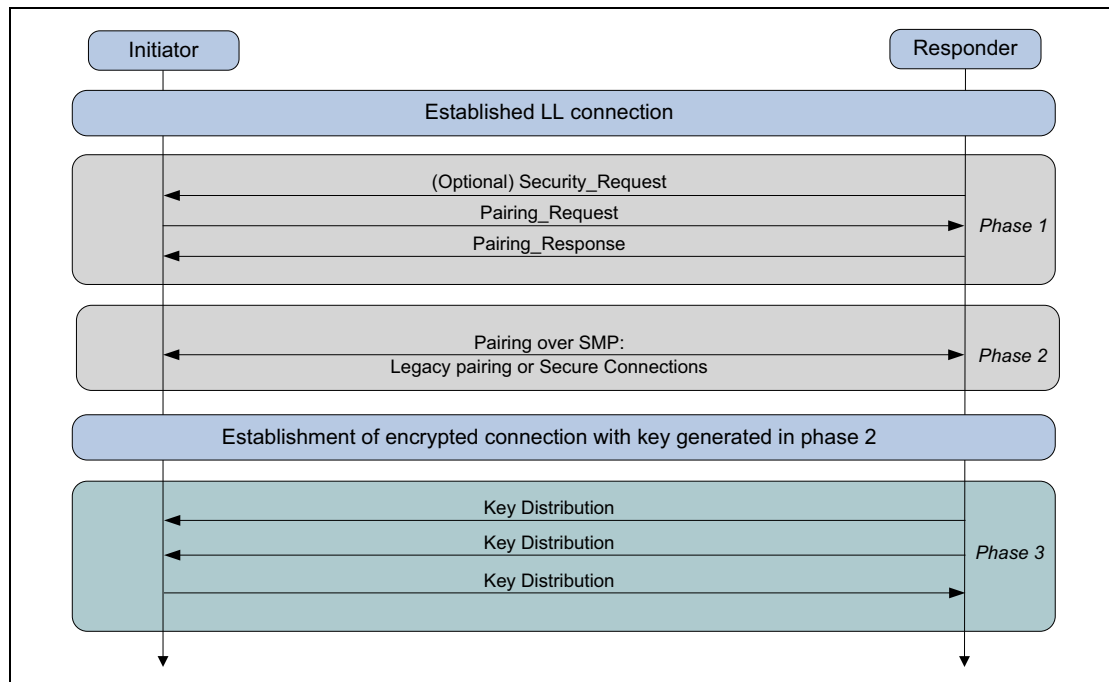 Initiator
Responder
Established LL connection
(Optional) Security_Request
Pairing_Request
Phase 1
Pairing_Response
Pairing over SMP:
Legacy pairing or Secure Connections
Phase 2
Establishment of encrypted connection with key generated in phase 2
Key Distribution
Key Distribution
Phase 3
Key Distribution